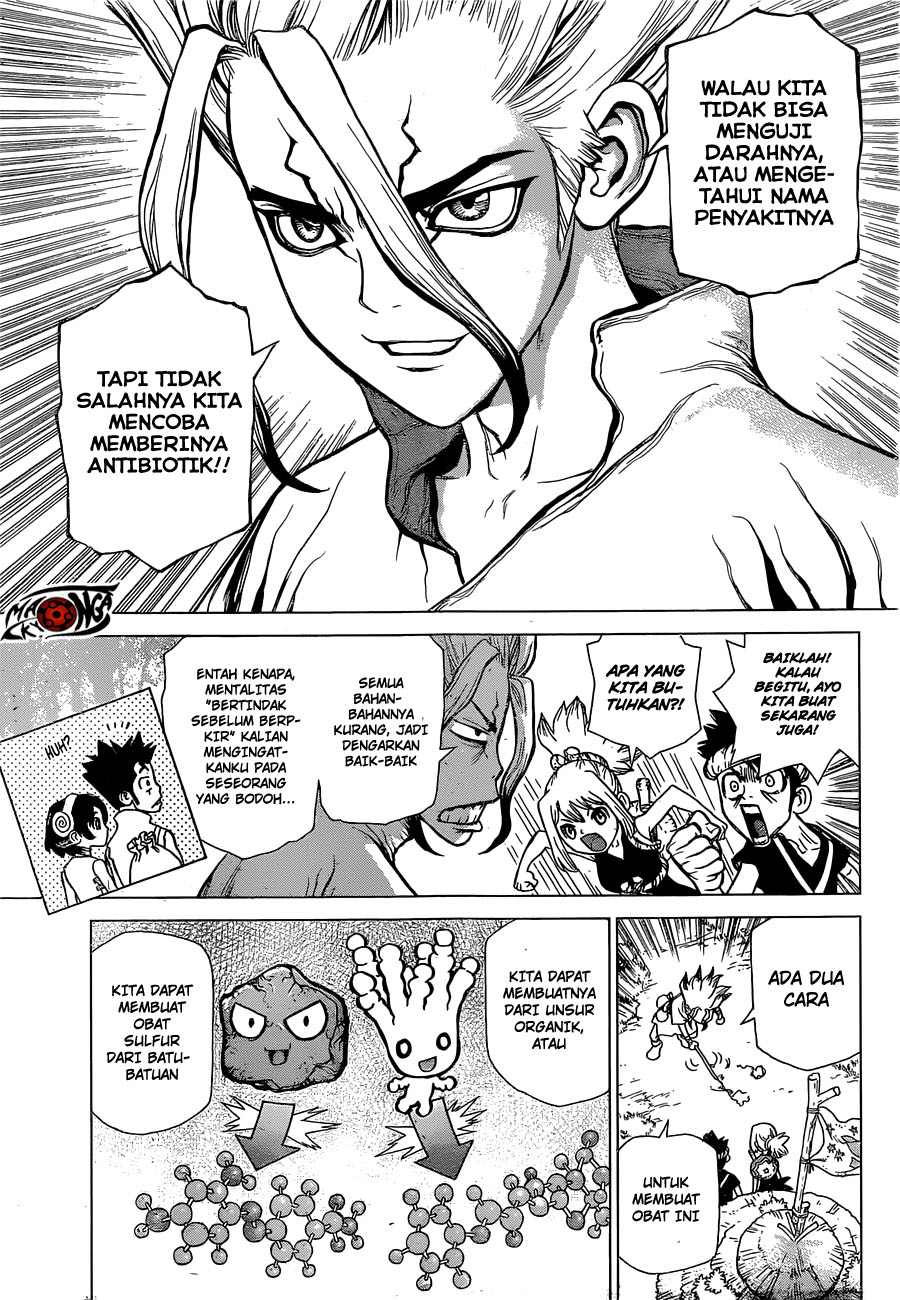 WALAU KITA
TIDAK BISA
MENGUJI
DARAHNYA,
ATAU MENGE-
TAHUI NAMA
PENYAKITNYA
TAPI TIDAK
SALAHNYA KITA
MENCOBA
MEMBERINYA
ANTIBIOTIK!!
MA NGA
KYO
BAIKLAH!
KALAU
BEGITU, AYO
KITA BUAT
SEKARANG
JUGA!
APA YANG
KITA BU-
TUHKAN?!
SEMUA
BAHAN-
BAHANNYA
KURANG, JADI
DENGARKAN
BAIK-BAIK
ENTAH KENAPA,
MENTALITAS
"BERTINDAK
SEBELUM BERP-
KIR" KALIAN
MENGINGAT-
KANKU PADA
SESEORANG
YANG BODOH...
HUH?
ADA DUA
CARA
UNTUK
MEMBUAT
OBAT INI
KITA DAPAT
MEMBUATNYA
DARI UNSUR
ORGANIK,
ATAU
KITA DAPAT
MEMBUAT
OBAT
SULFUR
DARI BATU-
BATUAN